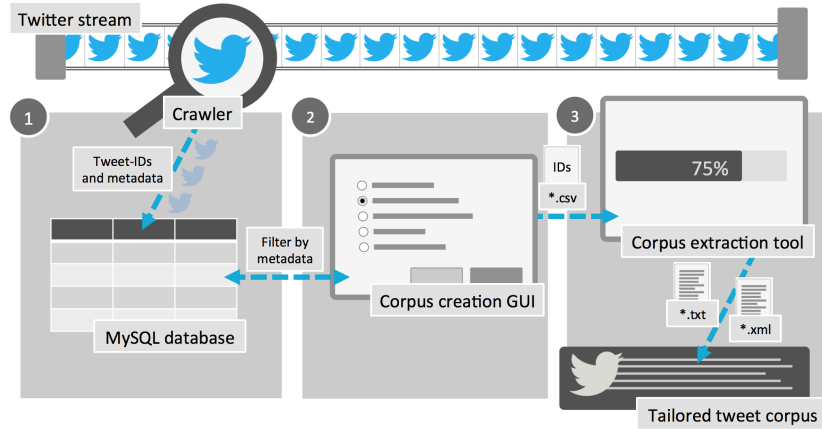 Twitter stream
1
Crawler
Tweet-IDs
and metadata
MySQL database
2
Filter by
metadata
Corpus creation GUI
3
IDs
*.csv
75%
Corpus extraction tool
*.txt
*.xml
Tailored tweet corpus